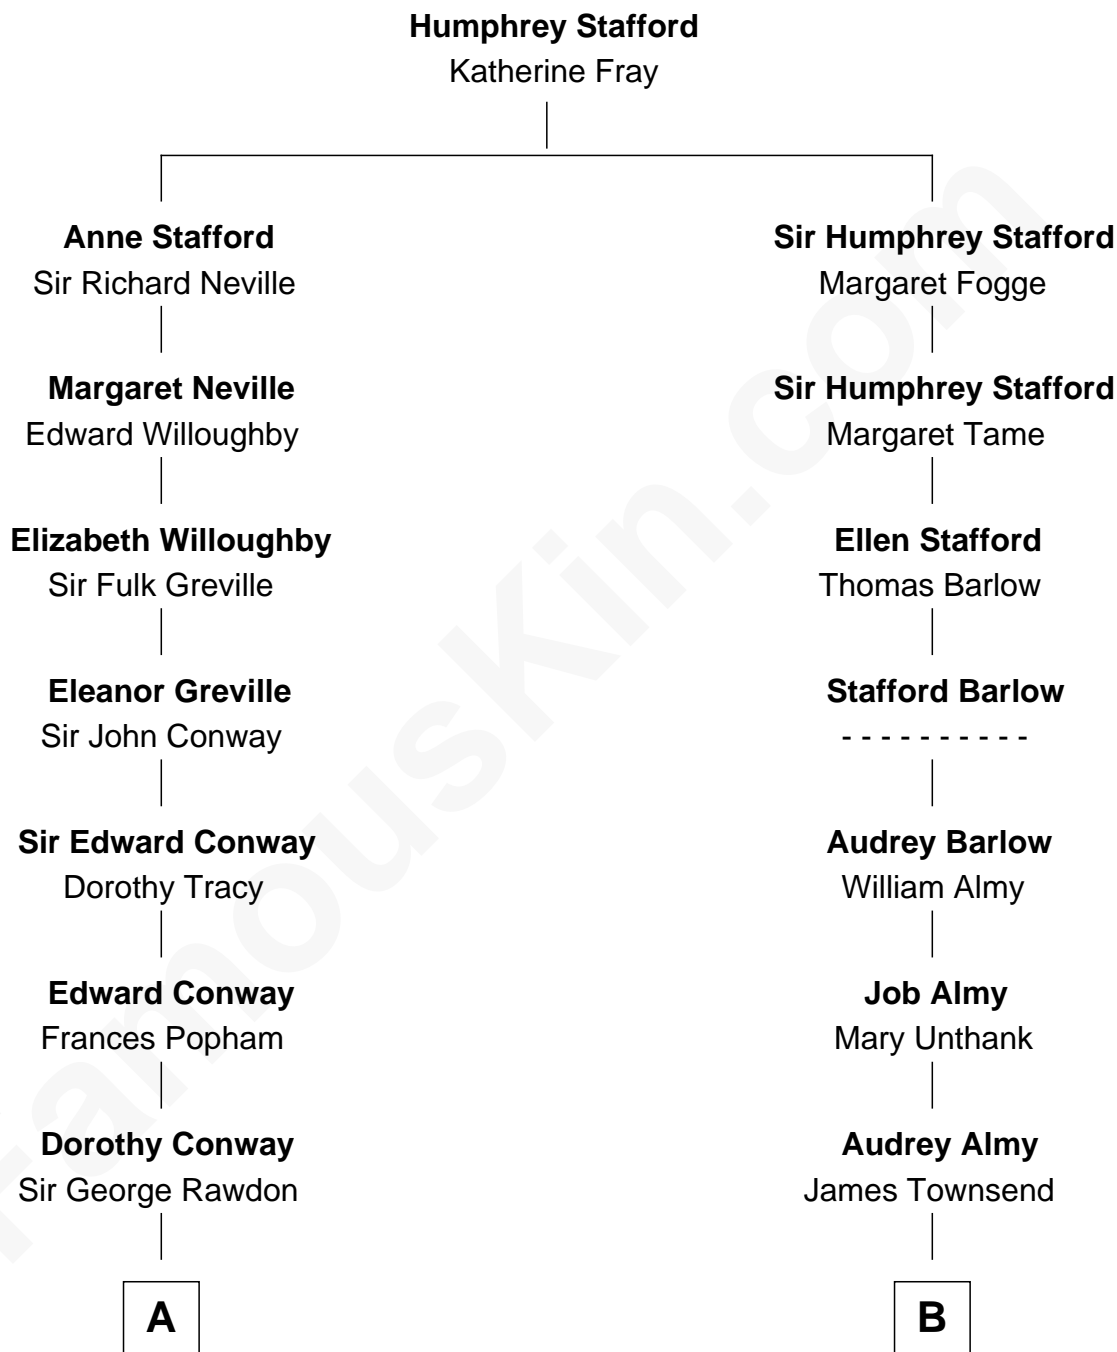 Humphrey Stafford
Katherine Fray
Anne Stafford
Sir Richard Neville
Margaret Neville
Edward Willoughby
Elizabeth Willoughby
Sir Fulk Greville
Eleanor Greville
Sir John Conway
Sir Edward Conway
Dorothy Tracy
Edward Conway
Frances Popham
Dorothy Conway
Sir George Rawdon
A
Sir Humphrey Stafford
Margaret Fogge
Sir Humphrey Stafford
Margaret Tame
Ellen Stafford
Thomas Barlow
Stafford Barlow
- - - - - - - - - -
Audrey Barlow
William Almy
Job Almy
Mary Unthank
Audrey Almy
James Townsend
B
FamousKin.com